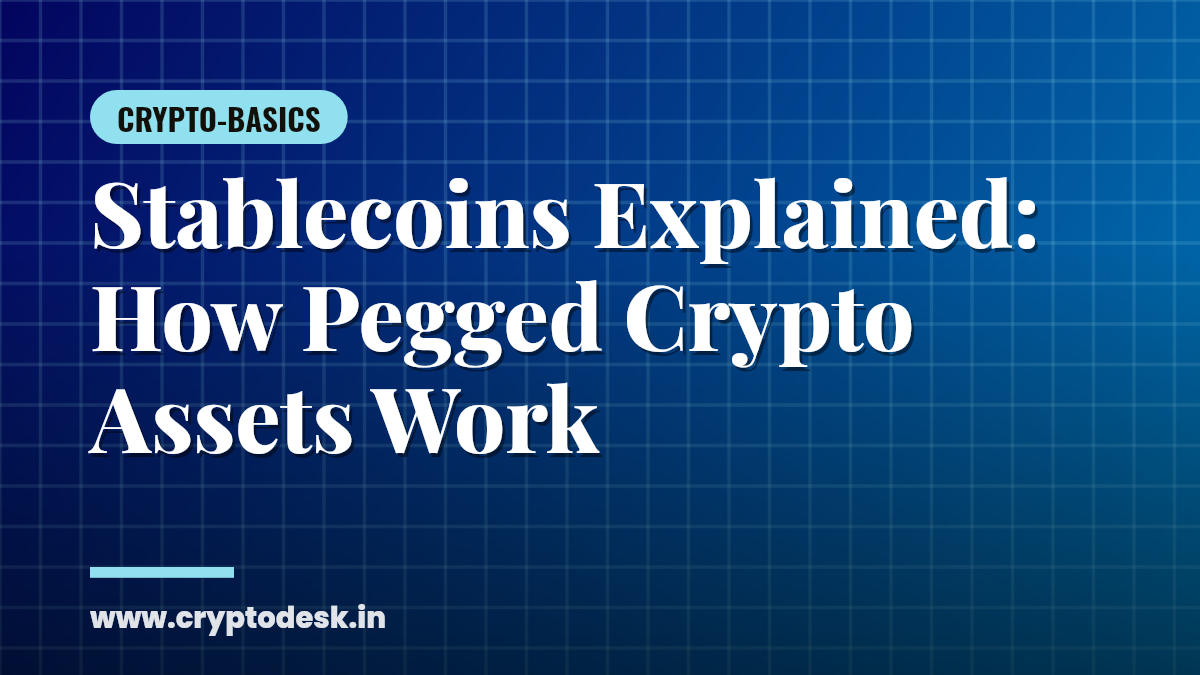 CRYPTO-BASICS
Stablecoins Explained:
How Pegged Crypto
Assets Work
www.cryptodesk.in